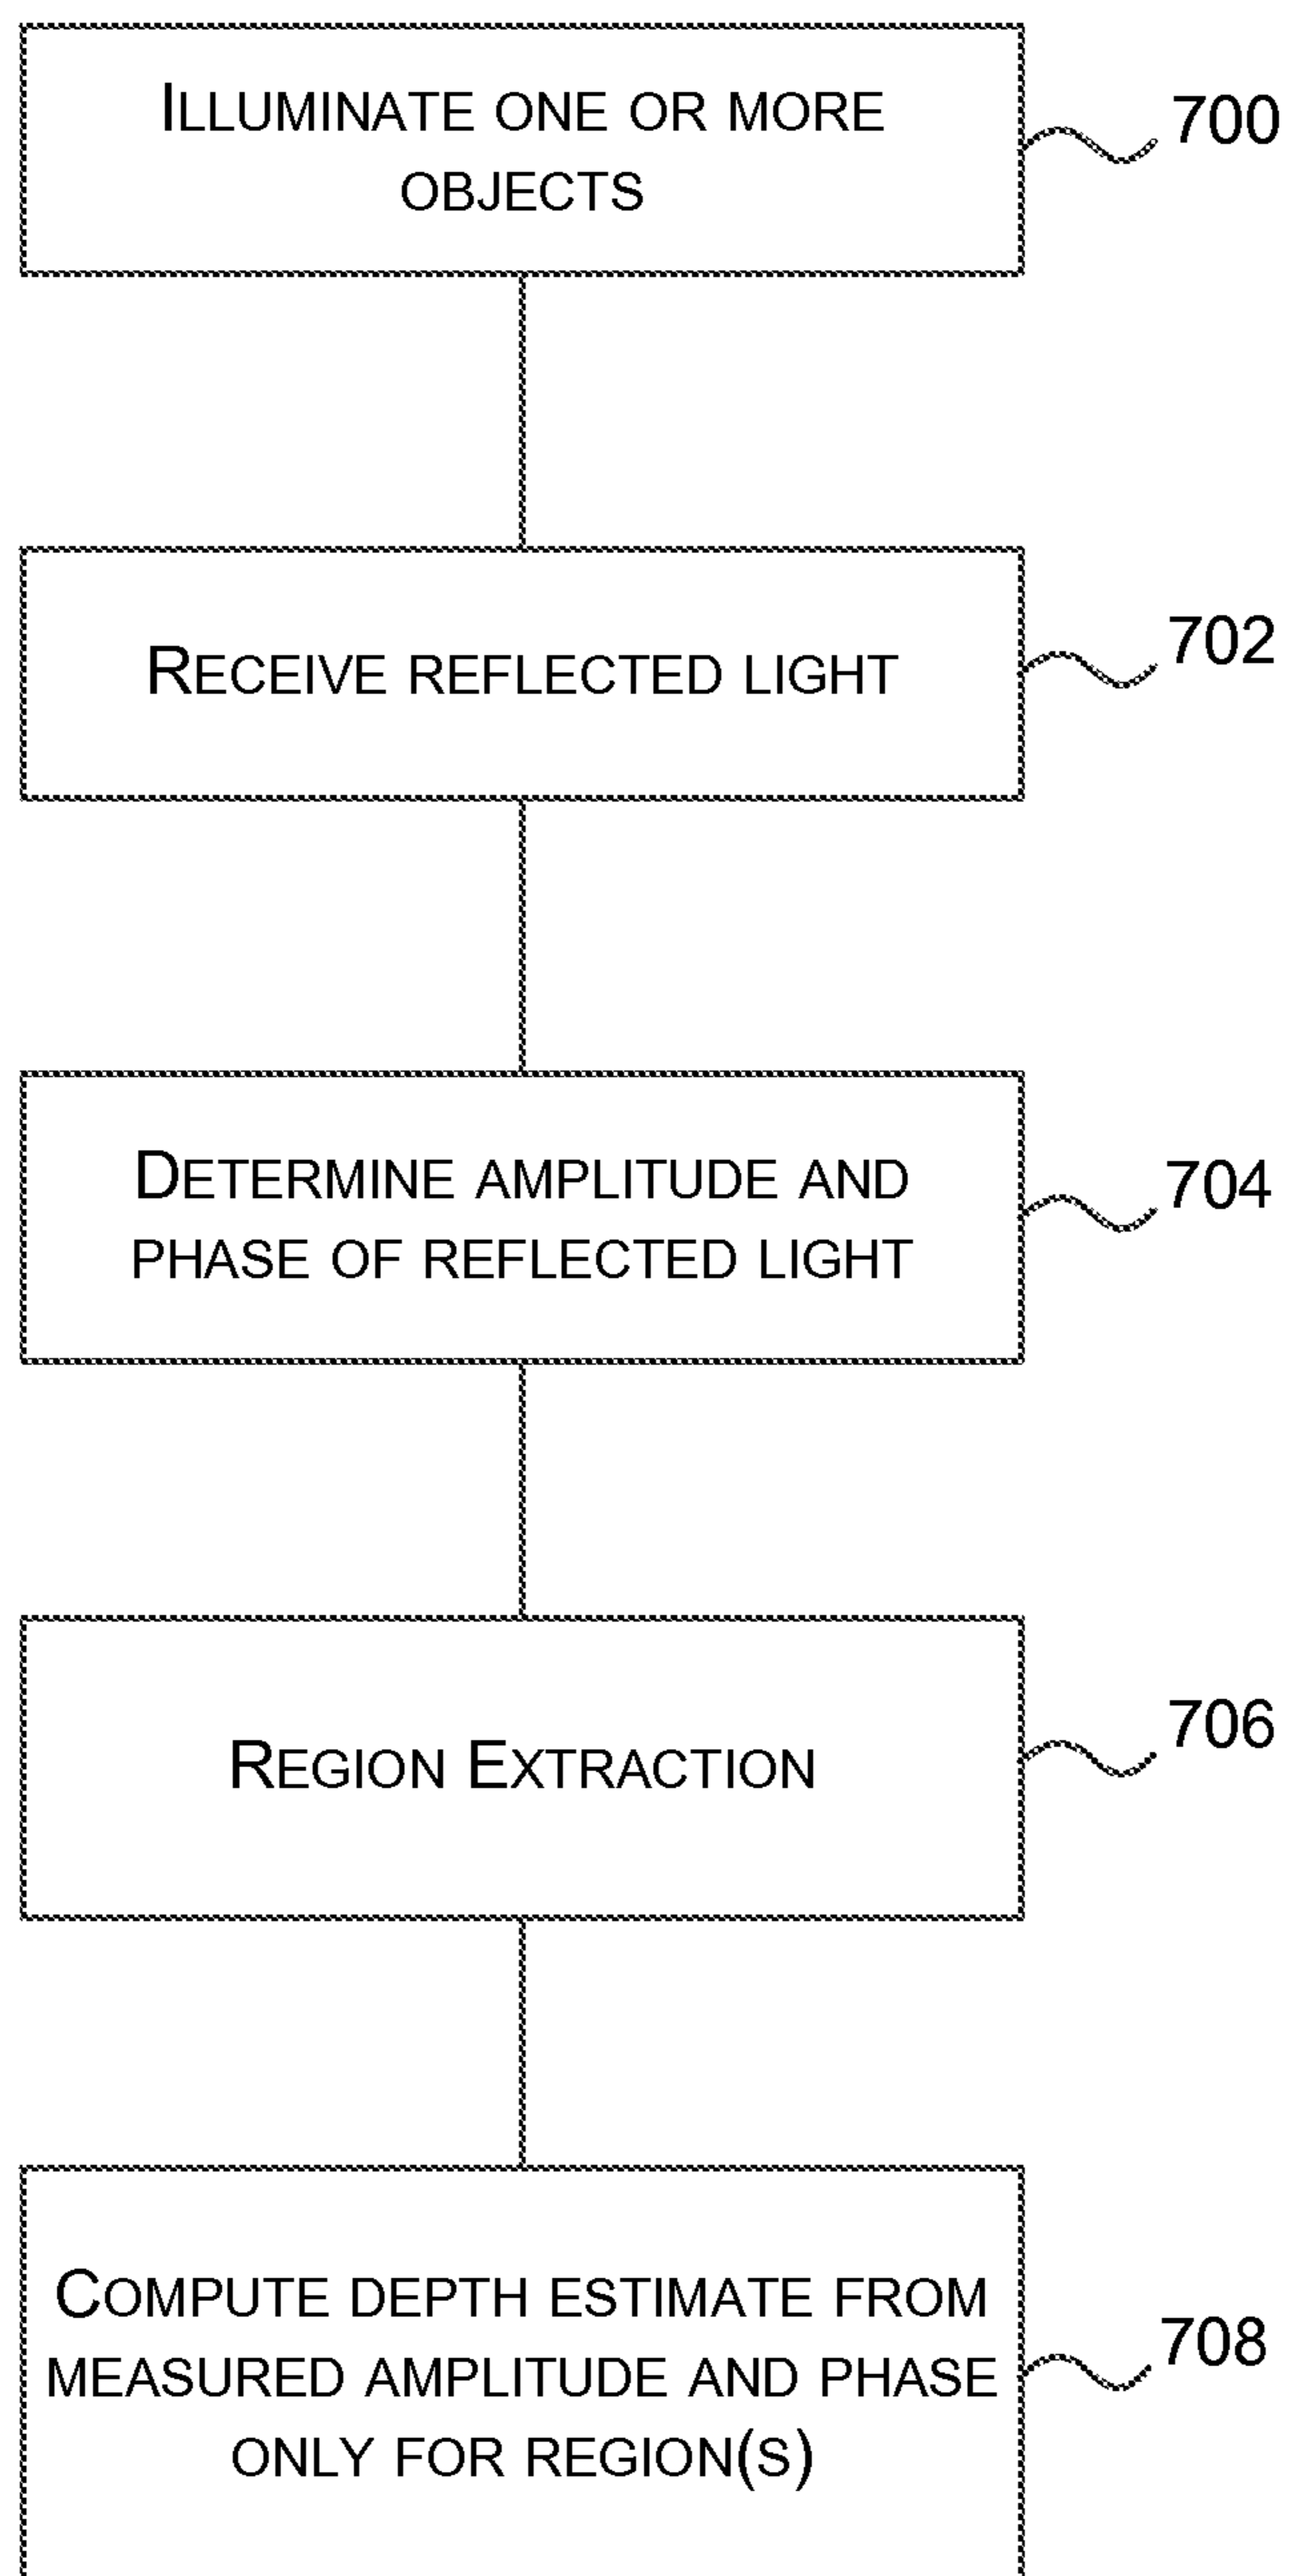 ILLUMINATE ONE OR MORE
OBJECTS
700
RECEIVE REFLECTED LIGHT
702
DETERMINE AMPLITUDE AND
PHASE OF REFLECTED LIGHT
704
REGION EXTRACTION
706
COMPUTE DEPTH ESTIMATE FROM
MEASURED AMPLITUDE AND PHASE
ONLY FOR REGION(S)
708